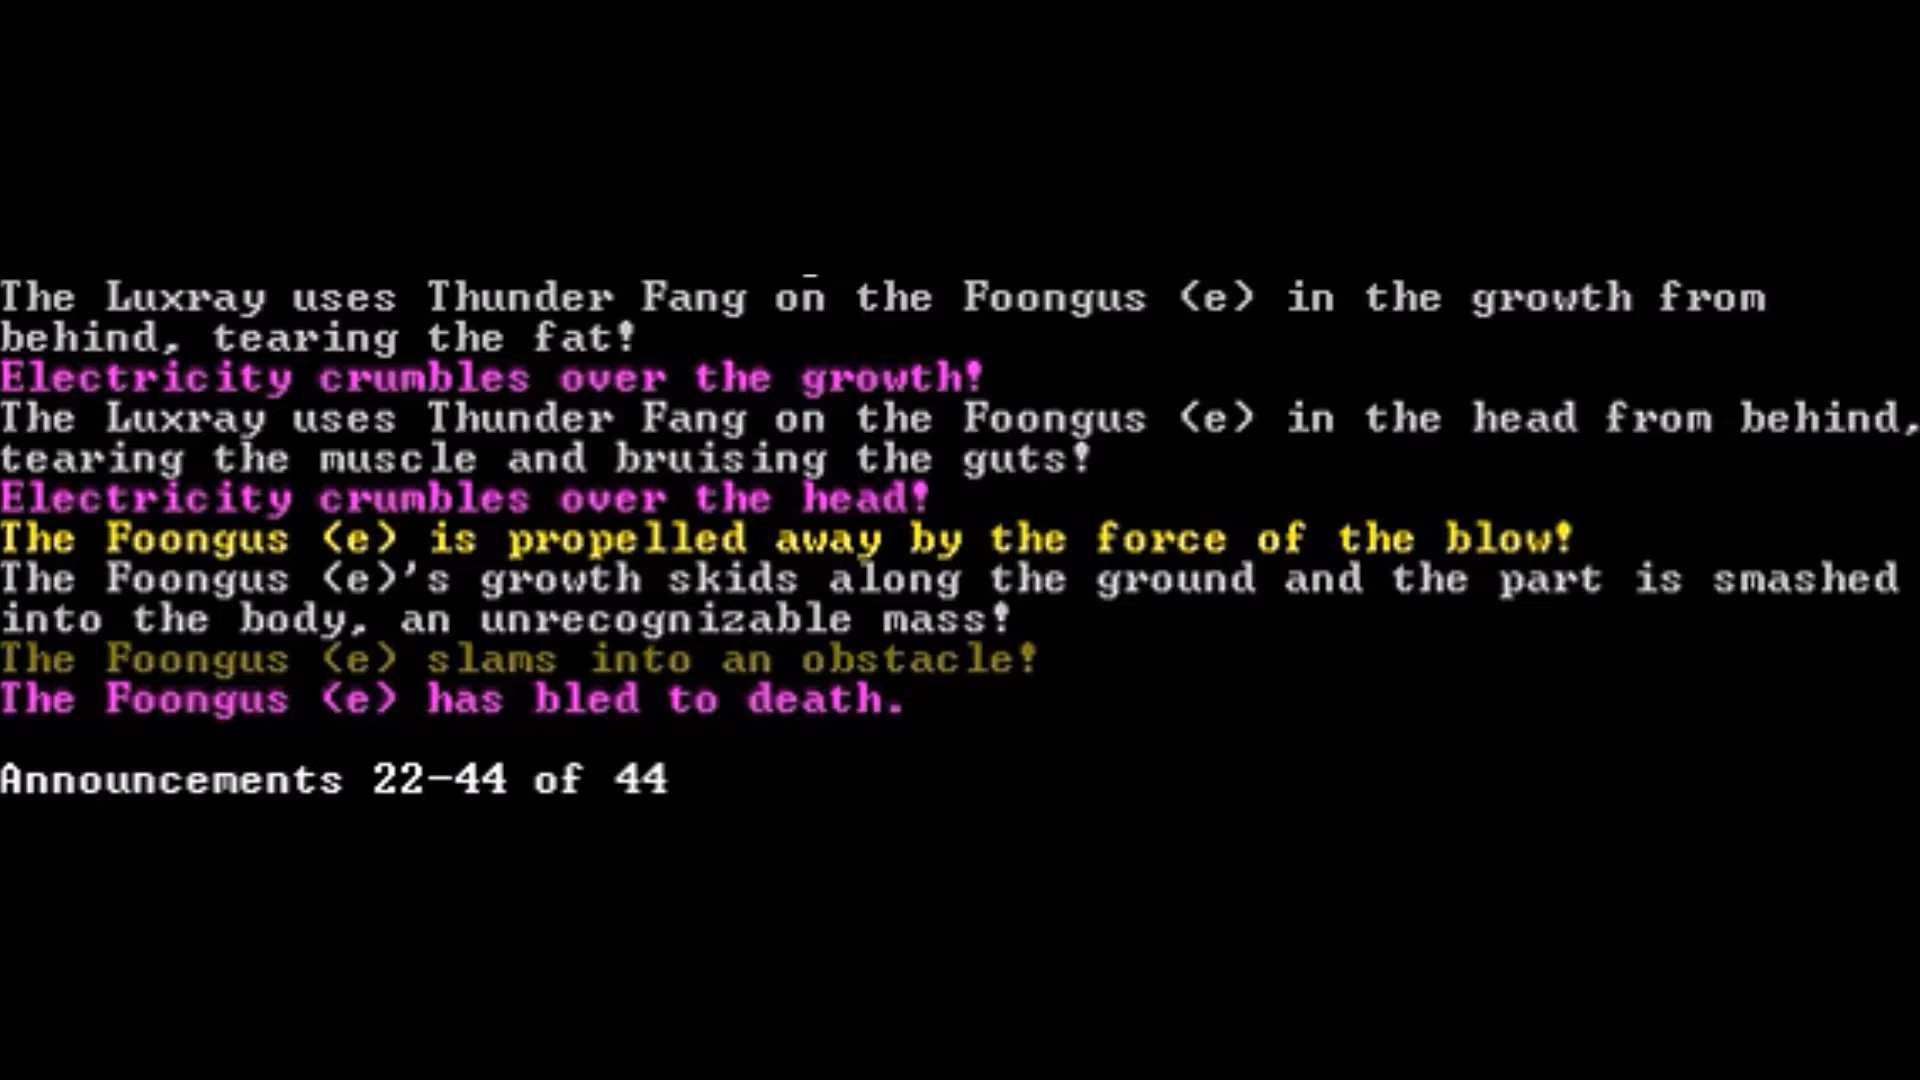 The Luxray uses Thunder Fang on the Foongus (e) in the growth from
behind, tearing the fat!
Electricity crumbles over the growth!
The Luxray uses Thunder Fang on the Foongus (e) in the head from behind,
tearing the muscle and bruising the guts!
Electricity crumbles over the head!
The Foongus (e) is propelled away by the force of the blow!
The Foongus (e)'s growth skids along the ground and the part is smashed
into the body, an unrecognizable mass!
The Foongus (e) slams into an obstacle!
The Foongus (e) has bled to death.
Announcements 22-44 of 44